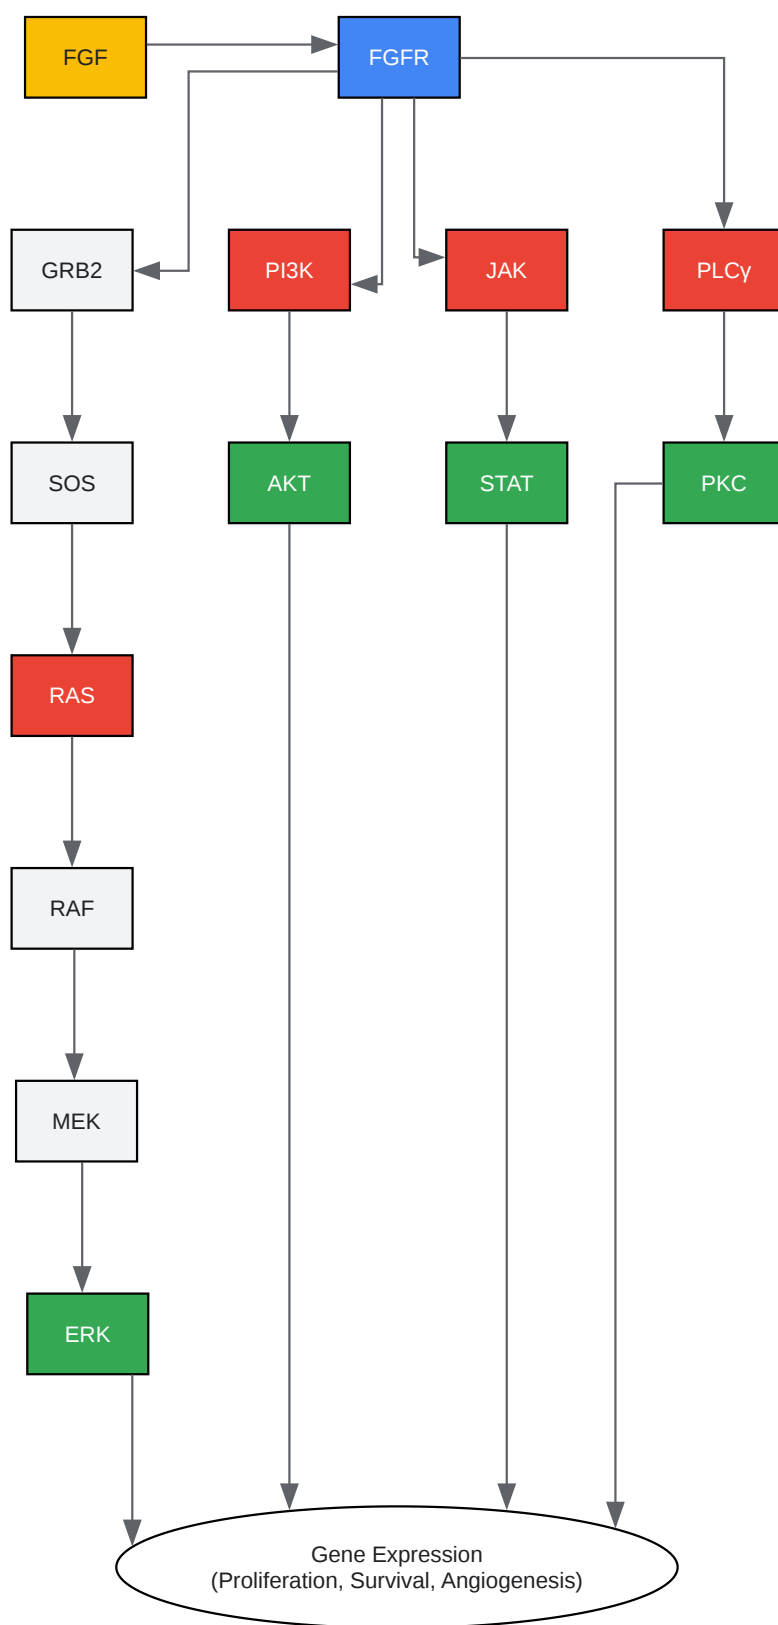 FGF
FGFR
GRB2
PI3K
JAK
PLCγ
SOS
AKT
STAT
PKC
RAS
RAF
MEK
ERK
Gene Expression
(Proliferation, Survival, Angiogenesis)